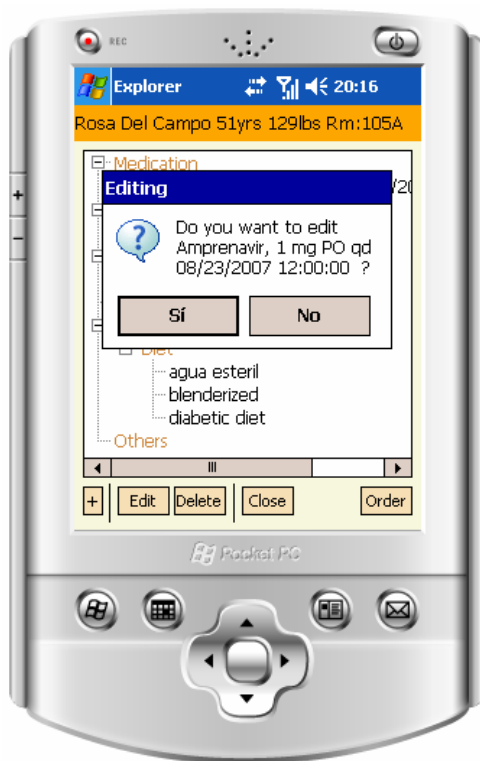 REC
Explorer 20:16
Rosa Del Campo 51yrs 129lbs Rm:105A
Medication
Editing
Do you want to edit
Amprenavir, 1 mg PO qd
08/23/2007 12:00:00 ?
Sí No
Diet
agua esteril
blenderized
diabetic diet
Others
+ Edit Delete Close Order
Pocket PC